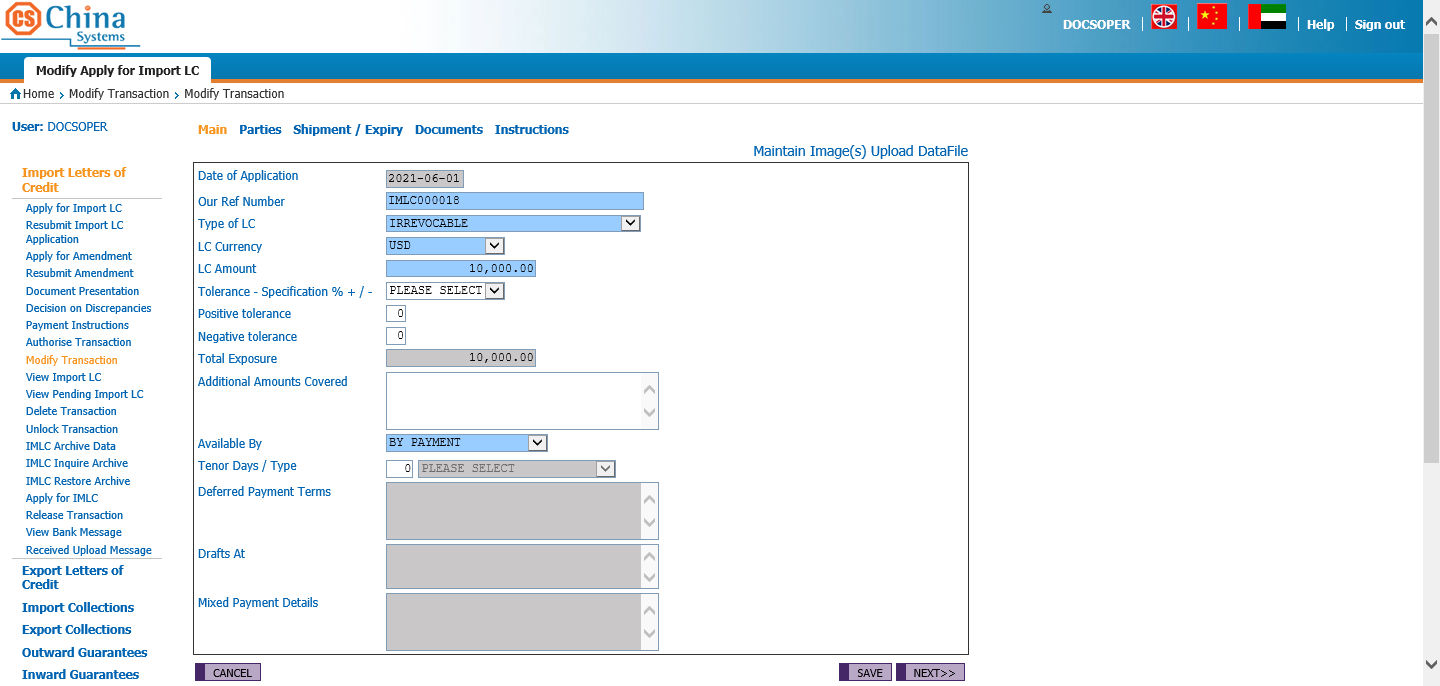 CS China
Systems
DOCSOPER
Help
Sign out
Modify Apply for Import LC
Home > Modify Transaction > Modify Transaction
User: DOCSOPER
Main Parties Shipment / Expiry Documents Instructions
Maintain Image(s) Upload DataFile
Import Letters of
Credit
Apply for Import LC
Resubmit Import LC
Application
Apply for Amendment
Resubmit Amendment
Document Presentation
Decision on Discrepancies
Payment Instructions
Authorise Transaction
Modify Transaction
View Import LC
View Pending Import LC
Delete Transaction
Unlock Transaction
IMLC Archive Data
IMLC Inquire Archive
IMLC Restore Archive
Apply for IMLC
Release Transaction
View Bank Message
Received Upload Message
Export Letters of
Credit
Import Collections
Export Collections
Outward Guarantees
Inward Guarantees
Date of Application 2021-06-01
Our Ref Number IMLC000018
Type of LC IRREVOCABLE
LC Currency USD
LC Amount 10,000.00
Tolerance - Specification % + / - PLEASE SELECT
Positive tolerance 0
Negative tolerance 0
Total Exposure 10,000.00
Additional Amounts Covered
Available By BY PAYMENT
Tenor Days / Type 0 PLEASE SELECT
Deferred Payment Terms
Drafts At
Mixed Payment Details
CANCEL SAVE NEXT>>